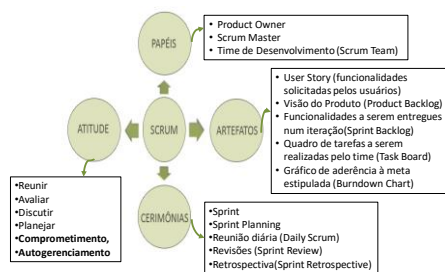 PAPÉIS
• Product Owner
• Scrum Master
• Time de Desenvolvimento (Scrum Team)
ATITUDE
SCRUM
ARTEFATOS
• User Story (funcionalidades
solicitadas pelos usuários)
• Visão do Produto (Product Backlog)
• Funcionalidades a serem entregues
num iteração(Sprint Backlog)
• Quadro de tarefas a serem
realizadas pelo time (Task Board)
• Gráfico de aderência à meta
estipulada (Burndown Chart)
• Reunir
• Avaliar
• Discutir
• Planejar
• Comprometimento,
• Autogerenciamento
CERIMÔNIAS
• Sprint
• Sprint Planning
• Reunião diária (Daily Scrum)
• Revisões (Sprint Review)
• Retrospectiva(Sprint Retrospective)